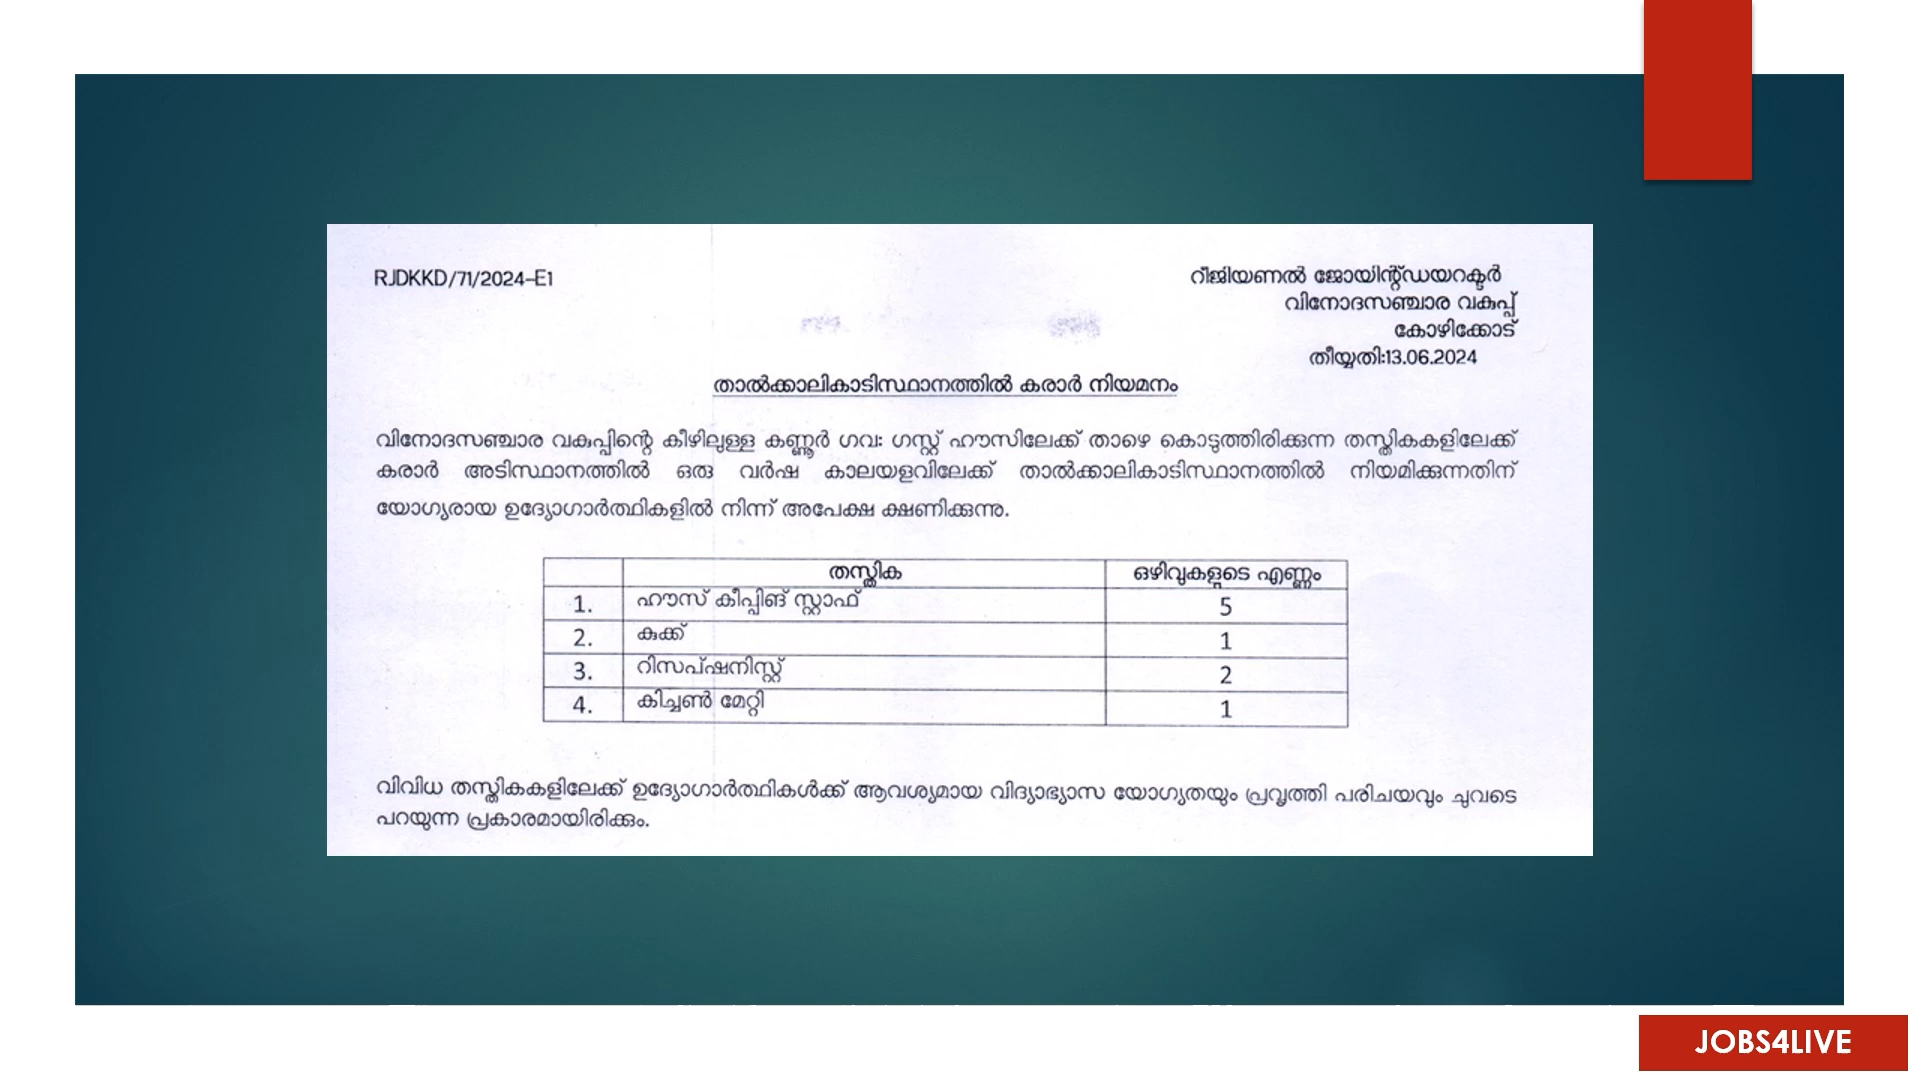 RJDKKD/71/2024-E1
റീജിയണൽ ജോയിന്റ്ഡയറക്ടർ
വിനോദസഞ്ചാര വകുപ്പ്
കോഴിക്കോട്
തീയ്യതി:13.06.2024
താൽക്കാലികാടിസ്ഥാനത്തിൽ കരാർ നിയമനം
വിനോദസഞ്ചാര വകുപ്പിന്റെ കീഴിലുള്ള കണ്ണൂർ ഗവ: ഗസ്റ്റ് ഹൗസിലേക്ക് താഴെ കൊടുത്തിരിക്കുന്ന തസ്തികകളിലേക്ക്
കരാർ അടിസ്ഥാനത്തിൽ ഒരു വർഷ കാലയളവിലേക്ക് താൽക്കാലികാടിസ്ഥാനത്തിൽ നിയമിക്കുന്നതിന്
യോഗ്യരായ ഉദ്യോഗാർത്ഥികളിൽ നിന്ന് അപേക്ഷ ക്ഷണിക്കുന്നു.
തസ്തിക ഒഴിവുകളുടെ എണ്ണം
1. ഹൗസ് കീപ്പിങ് സ്റ്റാഫ് 5
2. കുക്ക് 1
3. റിസപ്ഷനിസ്റ്റ് 2
4. കിച്ചൺ മേറ്റി 1
വിവിധ തസ്തികകളിലേക്ക് ഉദ്യോഗാർത്ഥികൾക്ക് ആവശ്യമായ വിദ്യാഭ്യാസ യോഗ്യതയും പ്രവൃത്തി പരിചയവും ചുവടെ
പറയുന്ന പ്രകാരമായിരിക്കും.
JOBS4LIVE